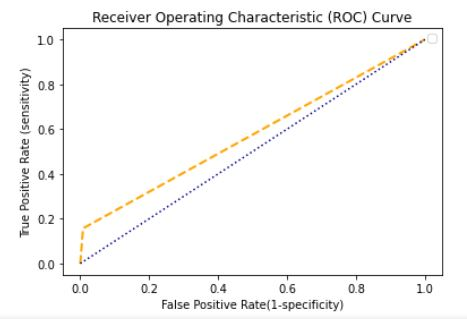 Receiver Operating Characteristic (ROC) Curve
1.0
0.8
0.6
0.4
0.2
0.0
True Positive Rate (sensitivity)
0.0 0.2 0.4 0.6 0.8 1.0
False Positive Rate(1-specificity)